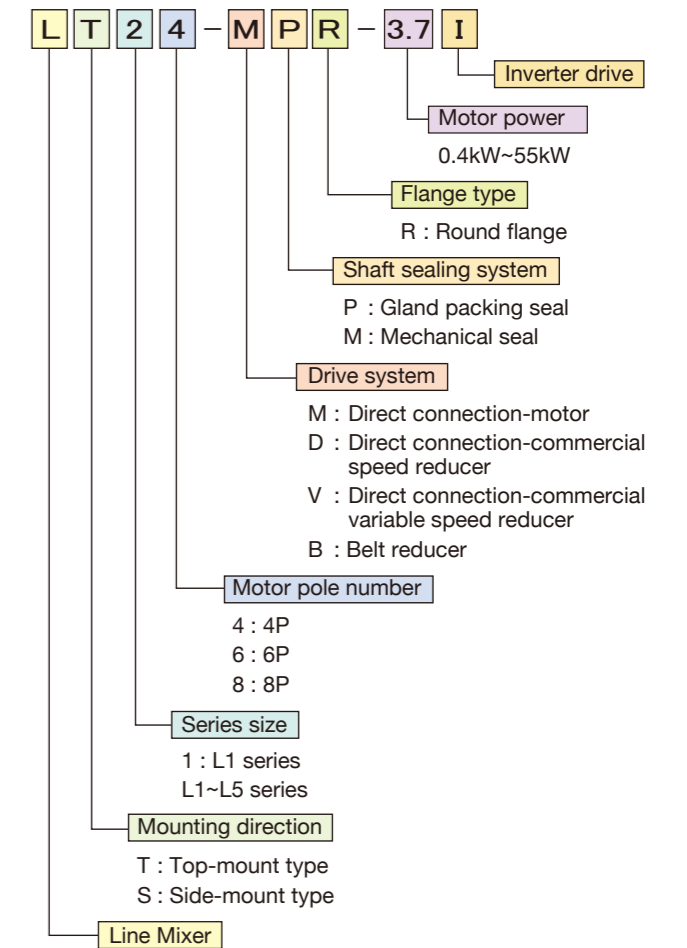 LT24-MPR-3.7I
Inverter drive
Motor power
0.4kW~55kW
Flange type
R : Round flange
Shaft sealing system
P : Gland packing seal
M : Mechanical seal
Drive system
M : Direct connection-motor
D : Direct connection-commercial
speed reducer
V : Direct connection-commercial
variable speed reducer
B : Belt reducer
Motor pole number
4 : 4P
6 : 6P
8 : 8P
Series size
1 : L1 series
L1~L5 series
Mounting direction
T : Top-mount type
S : Side-mount type
Line Mixer